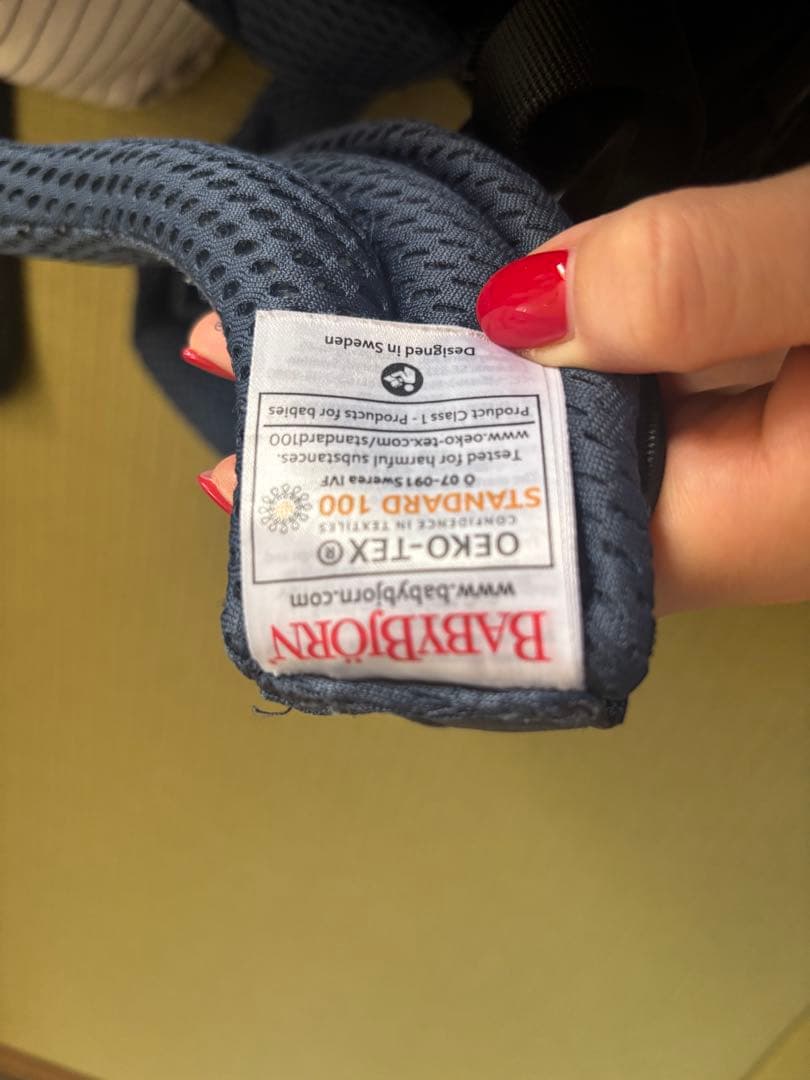 BABYBJÖRN
www.babybjorn.com
OEKO-TEX®
CONFIDENCE IN TEXTILES
STANDARD 100
O 07-091 Swerea IVF
Tested for harmful substances.
www.oeko-tex.com/standard100
Product Class 1 - Products for babies
Designed in Sweden